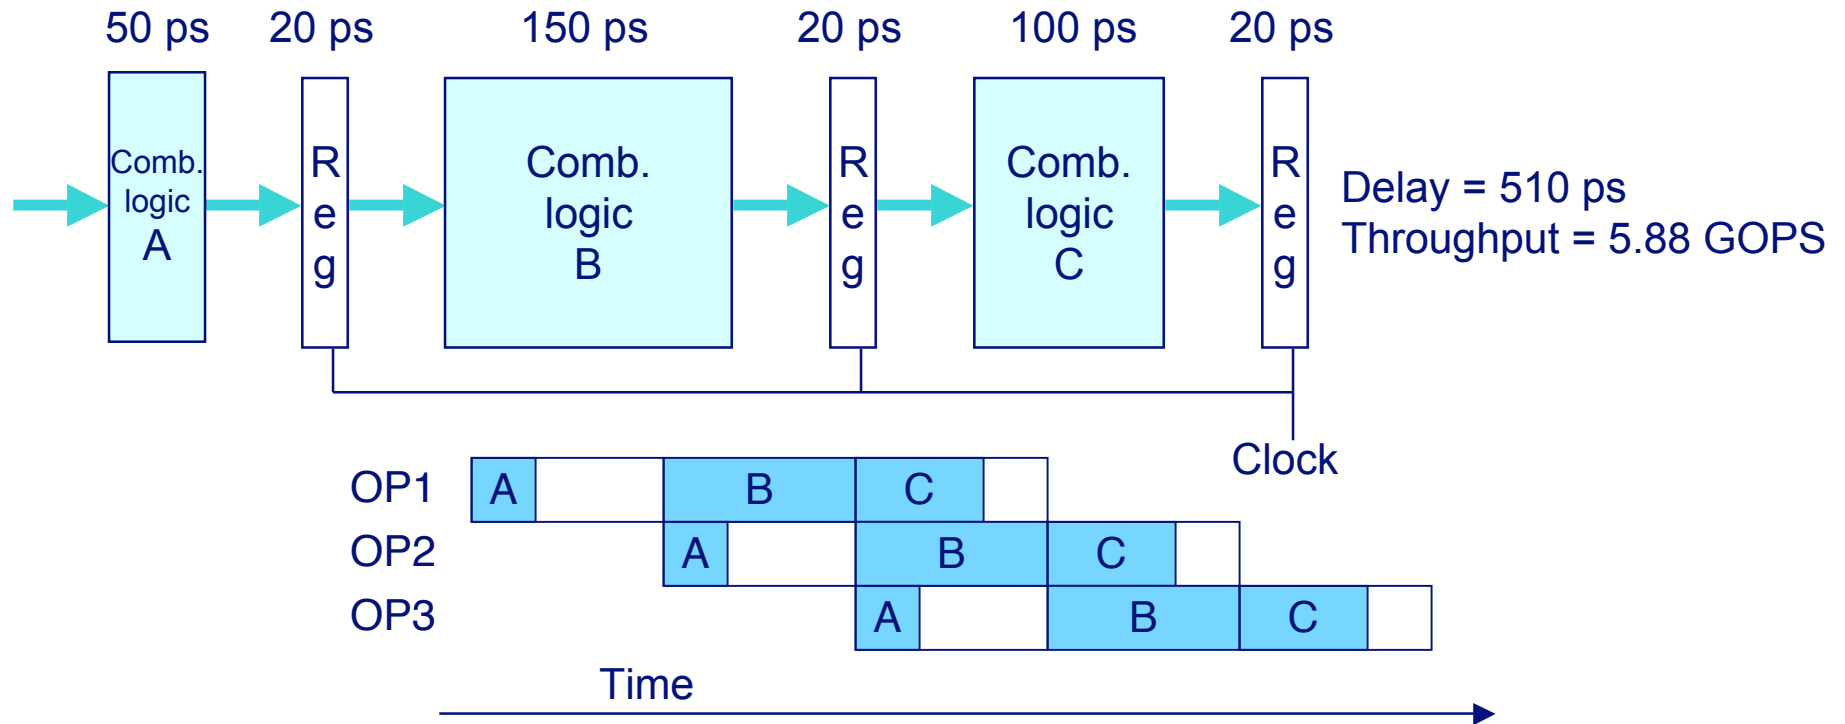 50 ps 20 ps 150 ps 20 ps 100 ps 20 ps
Comb.
logic
A
R
e
g
Comb.
logic
B
R
e
g
Comb.
logic
C
R
e
g
Delay = 510 ps
Throughput = 5.88 GOPS
Clock
OP1 A B C
OP2 A B C
OP3 A B C
Time